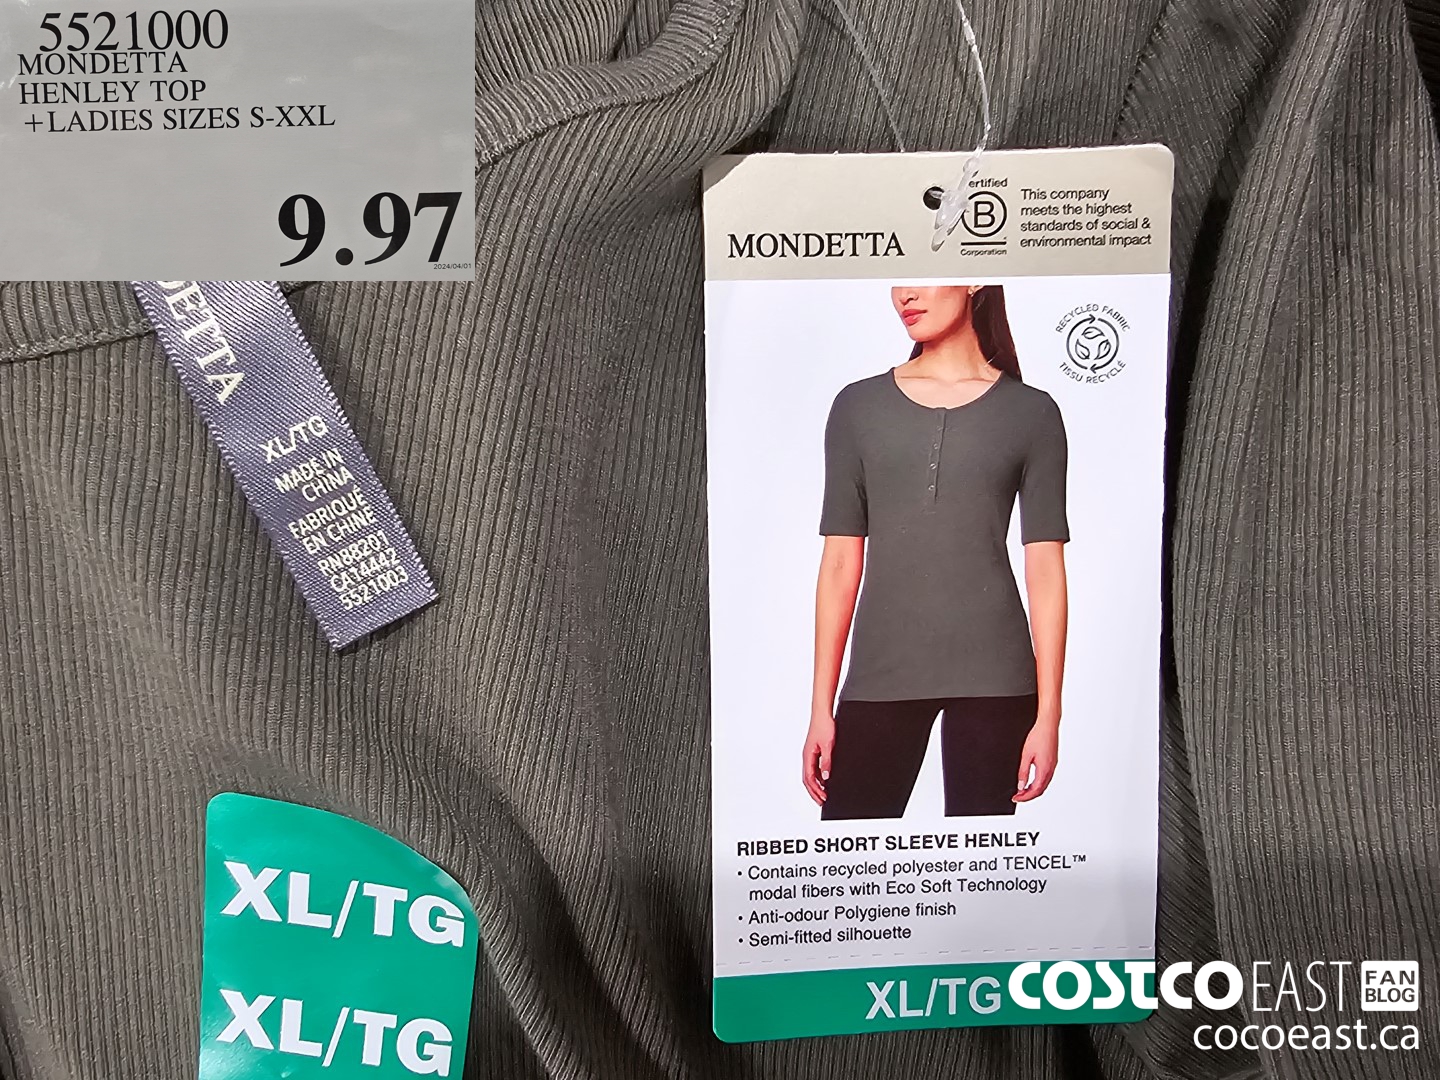 5521000
MONDETTA
HENLEY TOP
+LADIES SIZES S-XXL
9.97
2024/04/01
DETTA
XL/TG
MADE IN
CHINA
FABRIQUE
EN CHINE
RN88201
CA14442
5521003
XL/TG
XL/TG
MONDETTA
ertified
B
Corporation
This company
meets the highest
standards of social &
environmental impact
RECYCLED FABRIC
TISSU RECYCLÉ
RIBBED SHORT SLEEVE HENLEY
• Contains recycled polyester and TENCEL™
modal fibers with Eco Soft Technology
• Anti-odour Polygiene finish
• Semi-fitted silhouette
XL/TG
COSTCO EAST FAN BLOG
cocoeast.ca